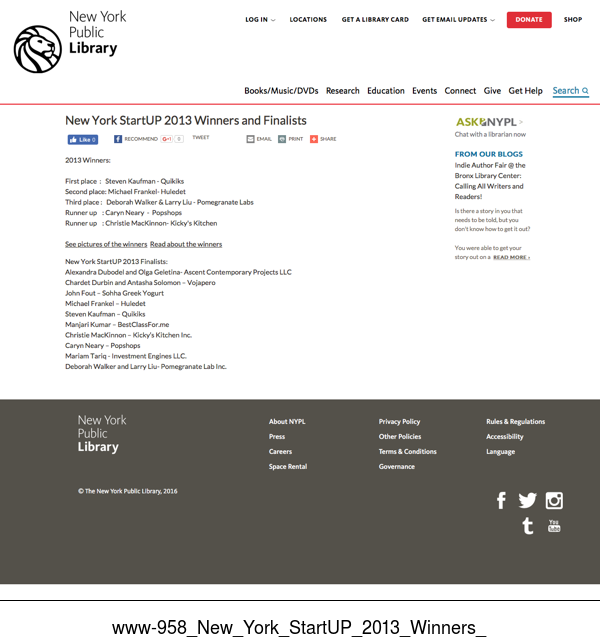 New York
Public
Library
LOG IN
LOCATIONS
GET A LIBRARY CARD
GET EMAIL UPDATES
DONATE
SHOP
Books/Music/DVDs Research Education Events Connect Give Get Help Search
New York StartUP 2013 Winners and Finalists
Like 0
RECOMMEND
G+1 0
TWEET
EMAIL
PRINT
SHARE
2013 Winners:
First place : Steven Kaufman - Quikiks
Second place: Michael Frankel- Huledet
Third place : Deborah Walker & Larry Liu - Pomegranate Labs
Runner up : Caryn Neary - Popshops
Runner up : Christie MacKinnon- Kicky's Kitchen
See pictures of the winners Read about the winners
New York StartUP 2013 Finalists:
Alexandra Dubodel and Olga Geletina- Ascent Contemporary Projects LLC
Chardet Durbin and Antasha Solomon – Vojapero
John Fout – Sohha Greek Yogurt
Michael Frankel – Huledet
Steven Kaufman – Quikiks
Manjari Kumar – BestClassFor.me
Christie MacKinnon – Kicky's Kitchen Inc.
Caryn Neary – Popshops
Mariam Tariq - Investment Engines LLC.
Deborah Walker and Larry Liu- Pomegranate Lab Inc.
ASK NYPL >
Chat with a librarian now
FROM OUR BLOGS
Indie Author Fair @ the
Bronx Library Center:
Calling All Writers and
Readers!
Is there a story in you that
needs to be told, but you
don't know how to get it out?
You were able to get your
story out on a READ MORE ›
New York
Public
Library
About NYPL
Press
Careers
Space Rental
Privacy Policy
Other Policies
Terms & Conditions
Governance
Rules & Regulations
Accessibility
Language
© The New York Public Library, 2016
You
Tube
www-958_New_York_StartUP_2013_Winners_